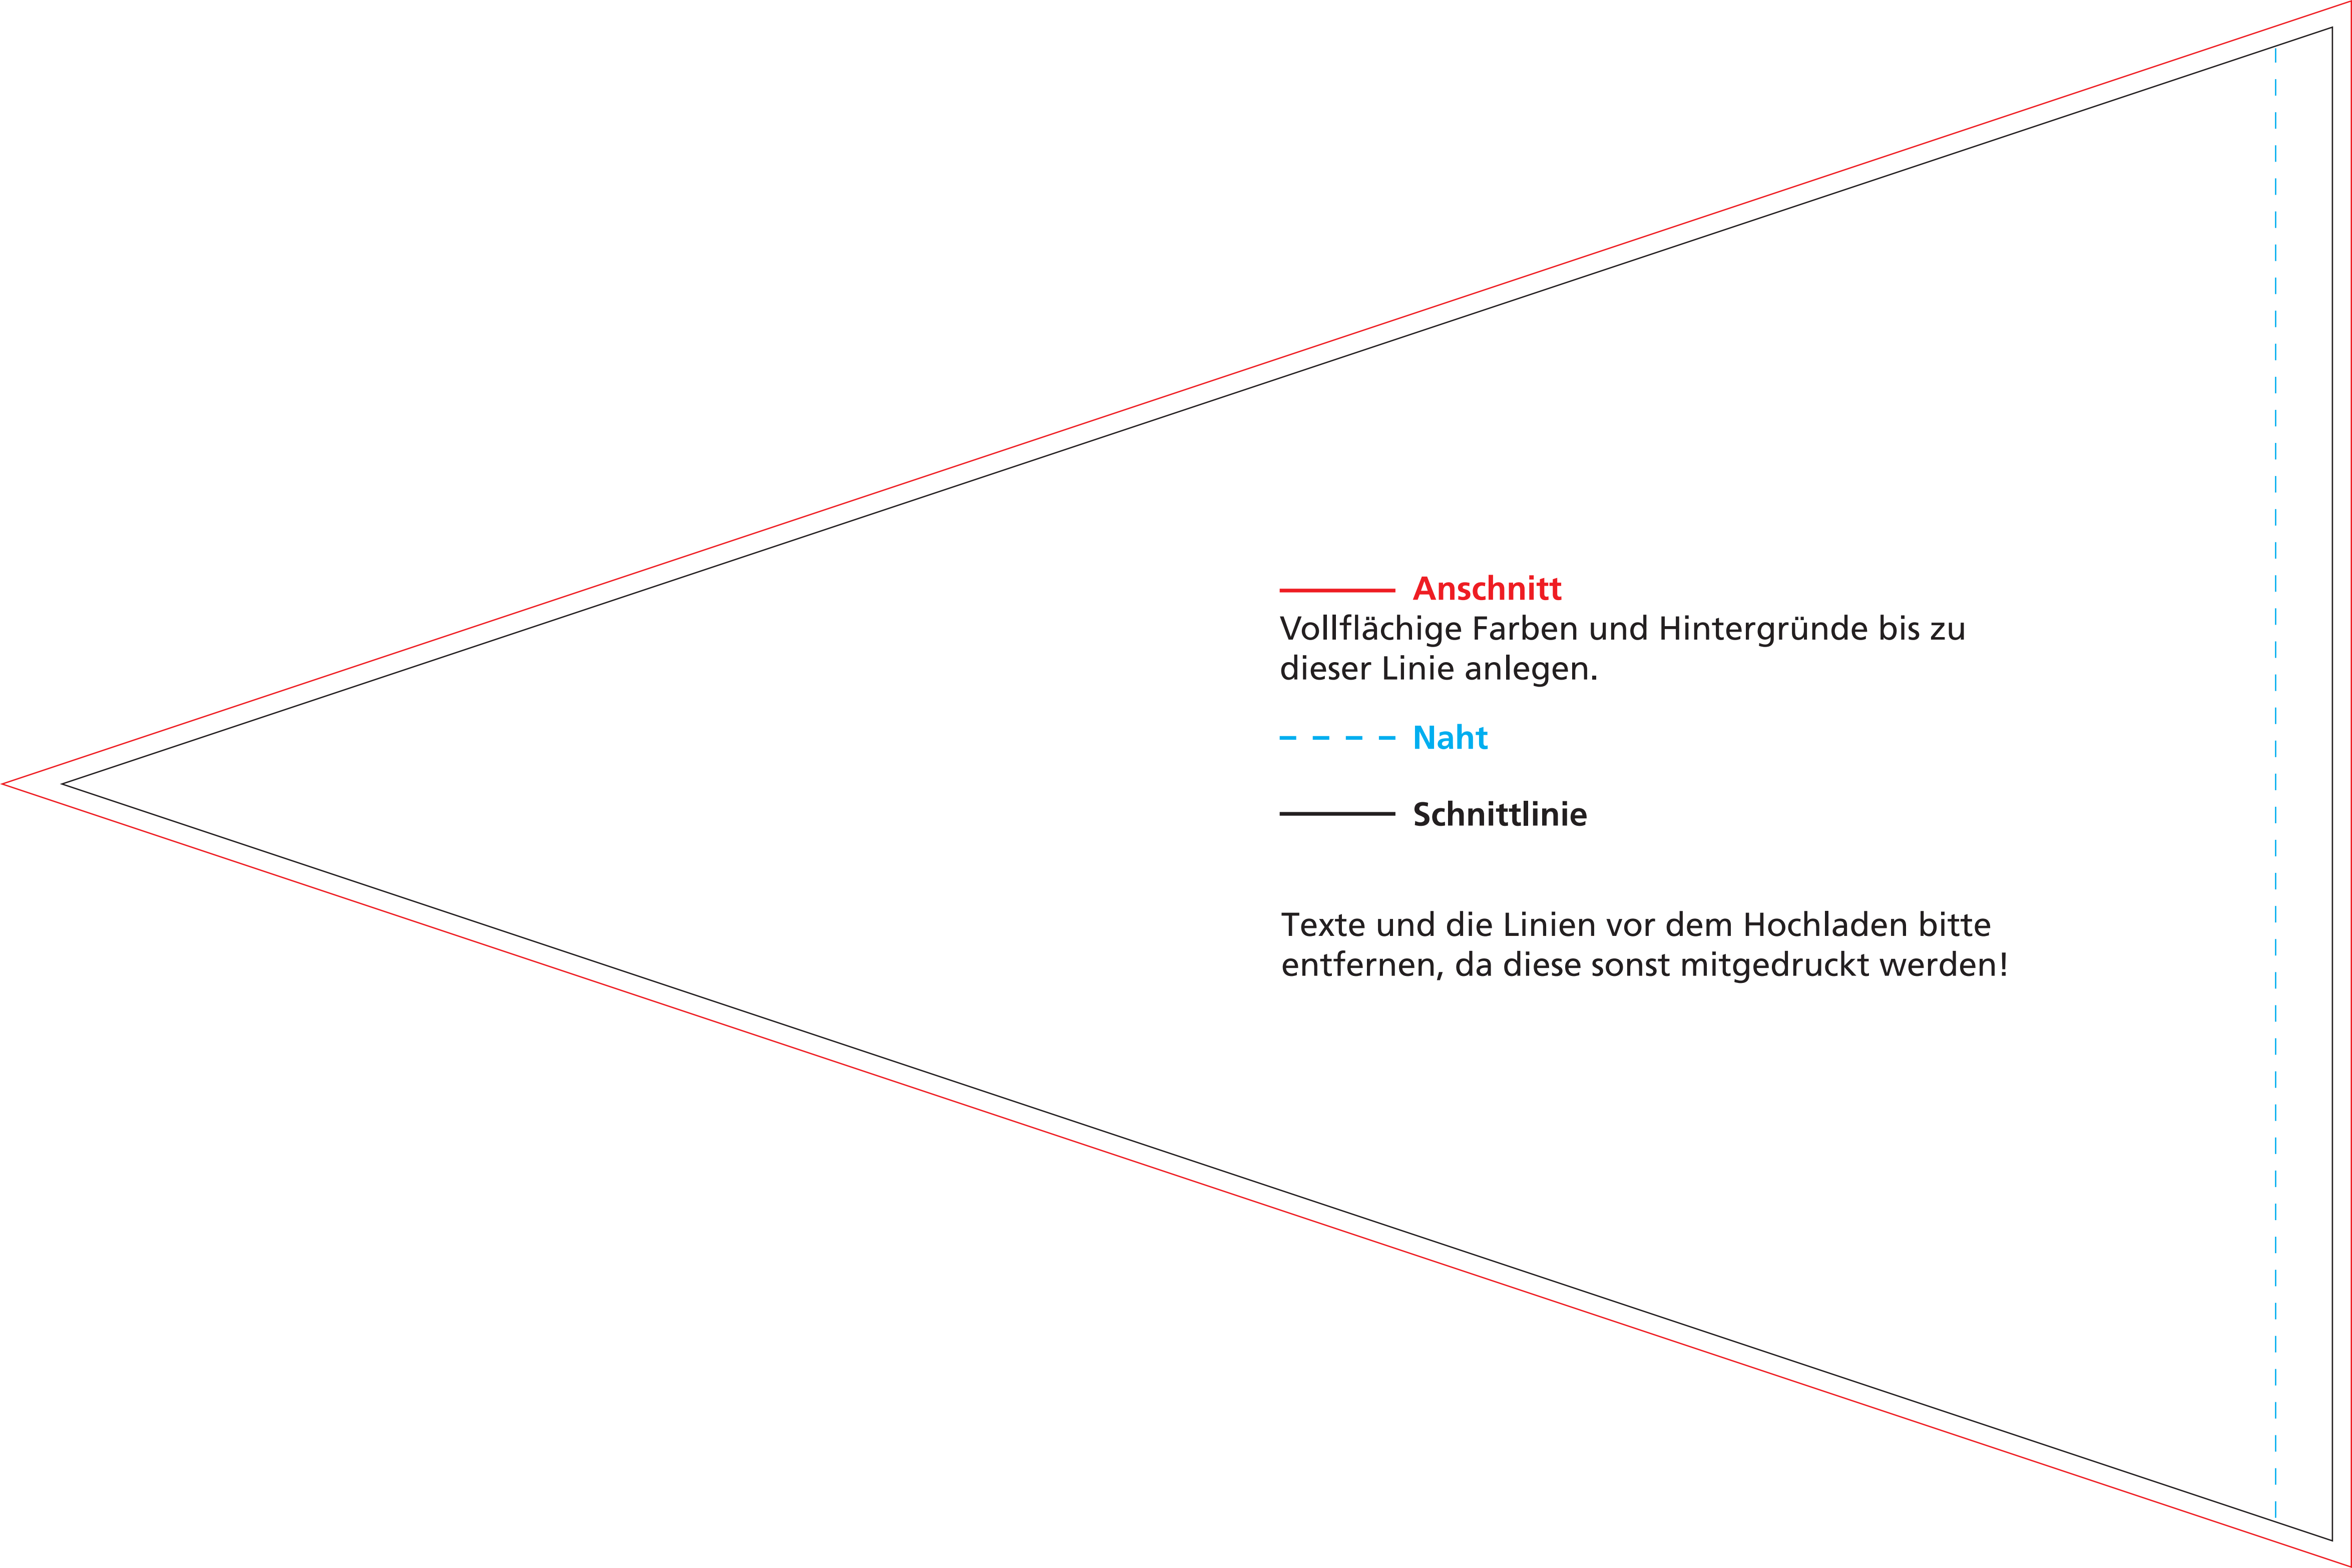 Anschnitt
Vollflächige Farben und Hintergründe bis zu
dieser Linie anlegen.
Naht
Schnittlinie
Texte und die Linien vor dem Hochladen bitte
entfernen, da diese sonst mitgedruckt werden!